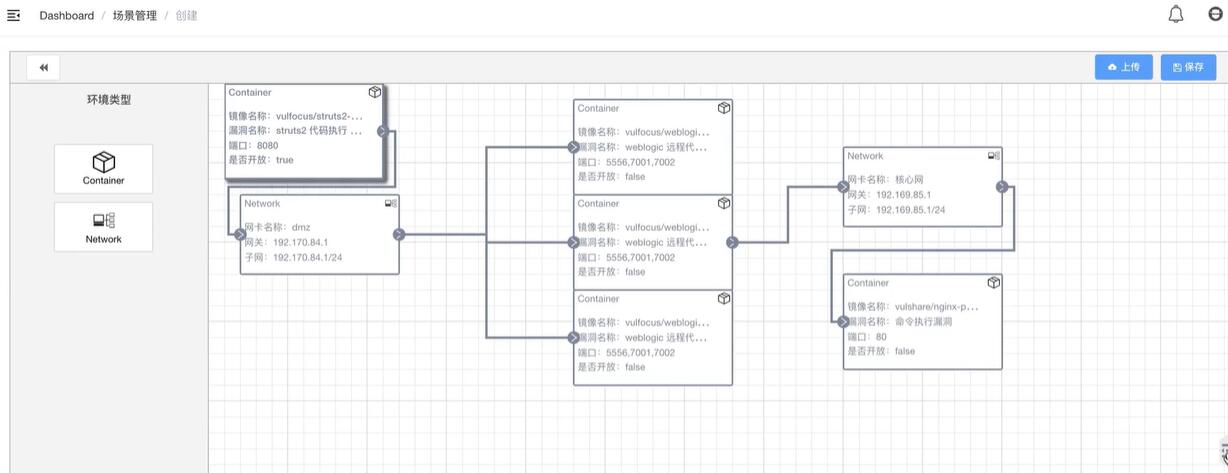 Dashboard / 场景管理 / 创建
上传
保存
环境类型
Container
Network
Container
镜像名称：vulfocus/struts2-...
漏洞名称：struts2 代码执行 ...
端口：8080
是否开放：true
Network
网卡名称：dmz
网关：192.170.84.1
子网：192.170.84.1/24
Container
镜像名称：vulfocus/weblogi...
漏洞名称：weblogic 远程代...
端口：5556,7001,7002
是否开放：false
Container
镜像名称：vulfocus/weblogi...
漏洞名称：weblogic 远程代...
端口：5556,7001,7002
是否开放：false
Container
镜像名称：vulfocus/weblogi...
漏洞名称：weblogic 远程代...
端口：5556,7001,7002
是否开放：false
Network
网卡名称：核心网
网关：192.169.85.1
子网：192.169.85.1/24
Container
镜像名称：vulshare/nginx-p...
漏洞名称：命令执行漏洞
端口：80
是否开放：false